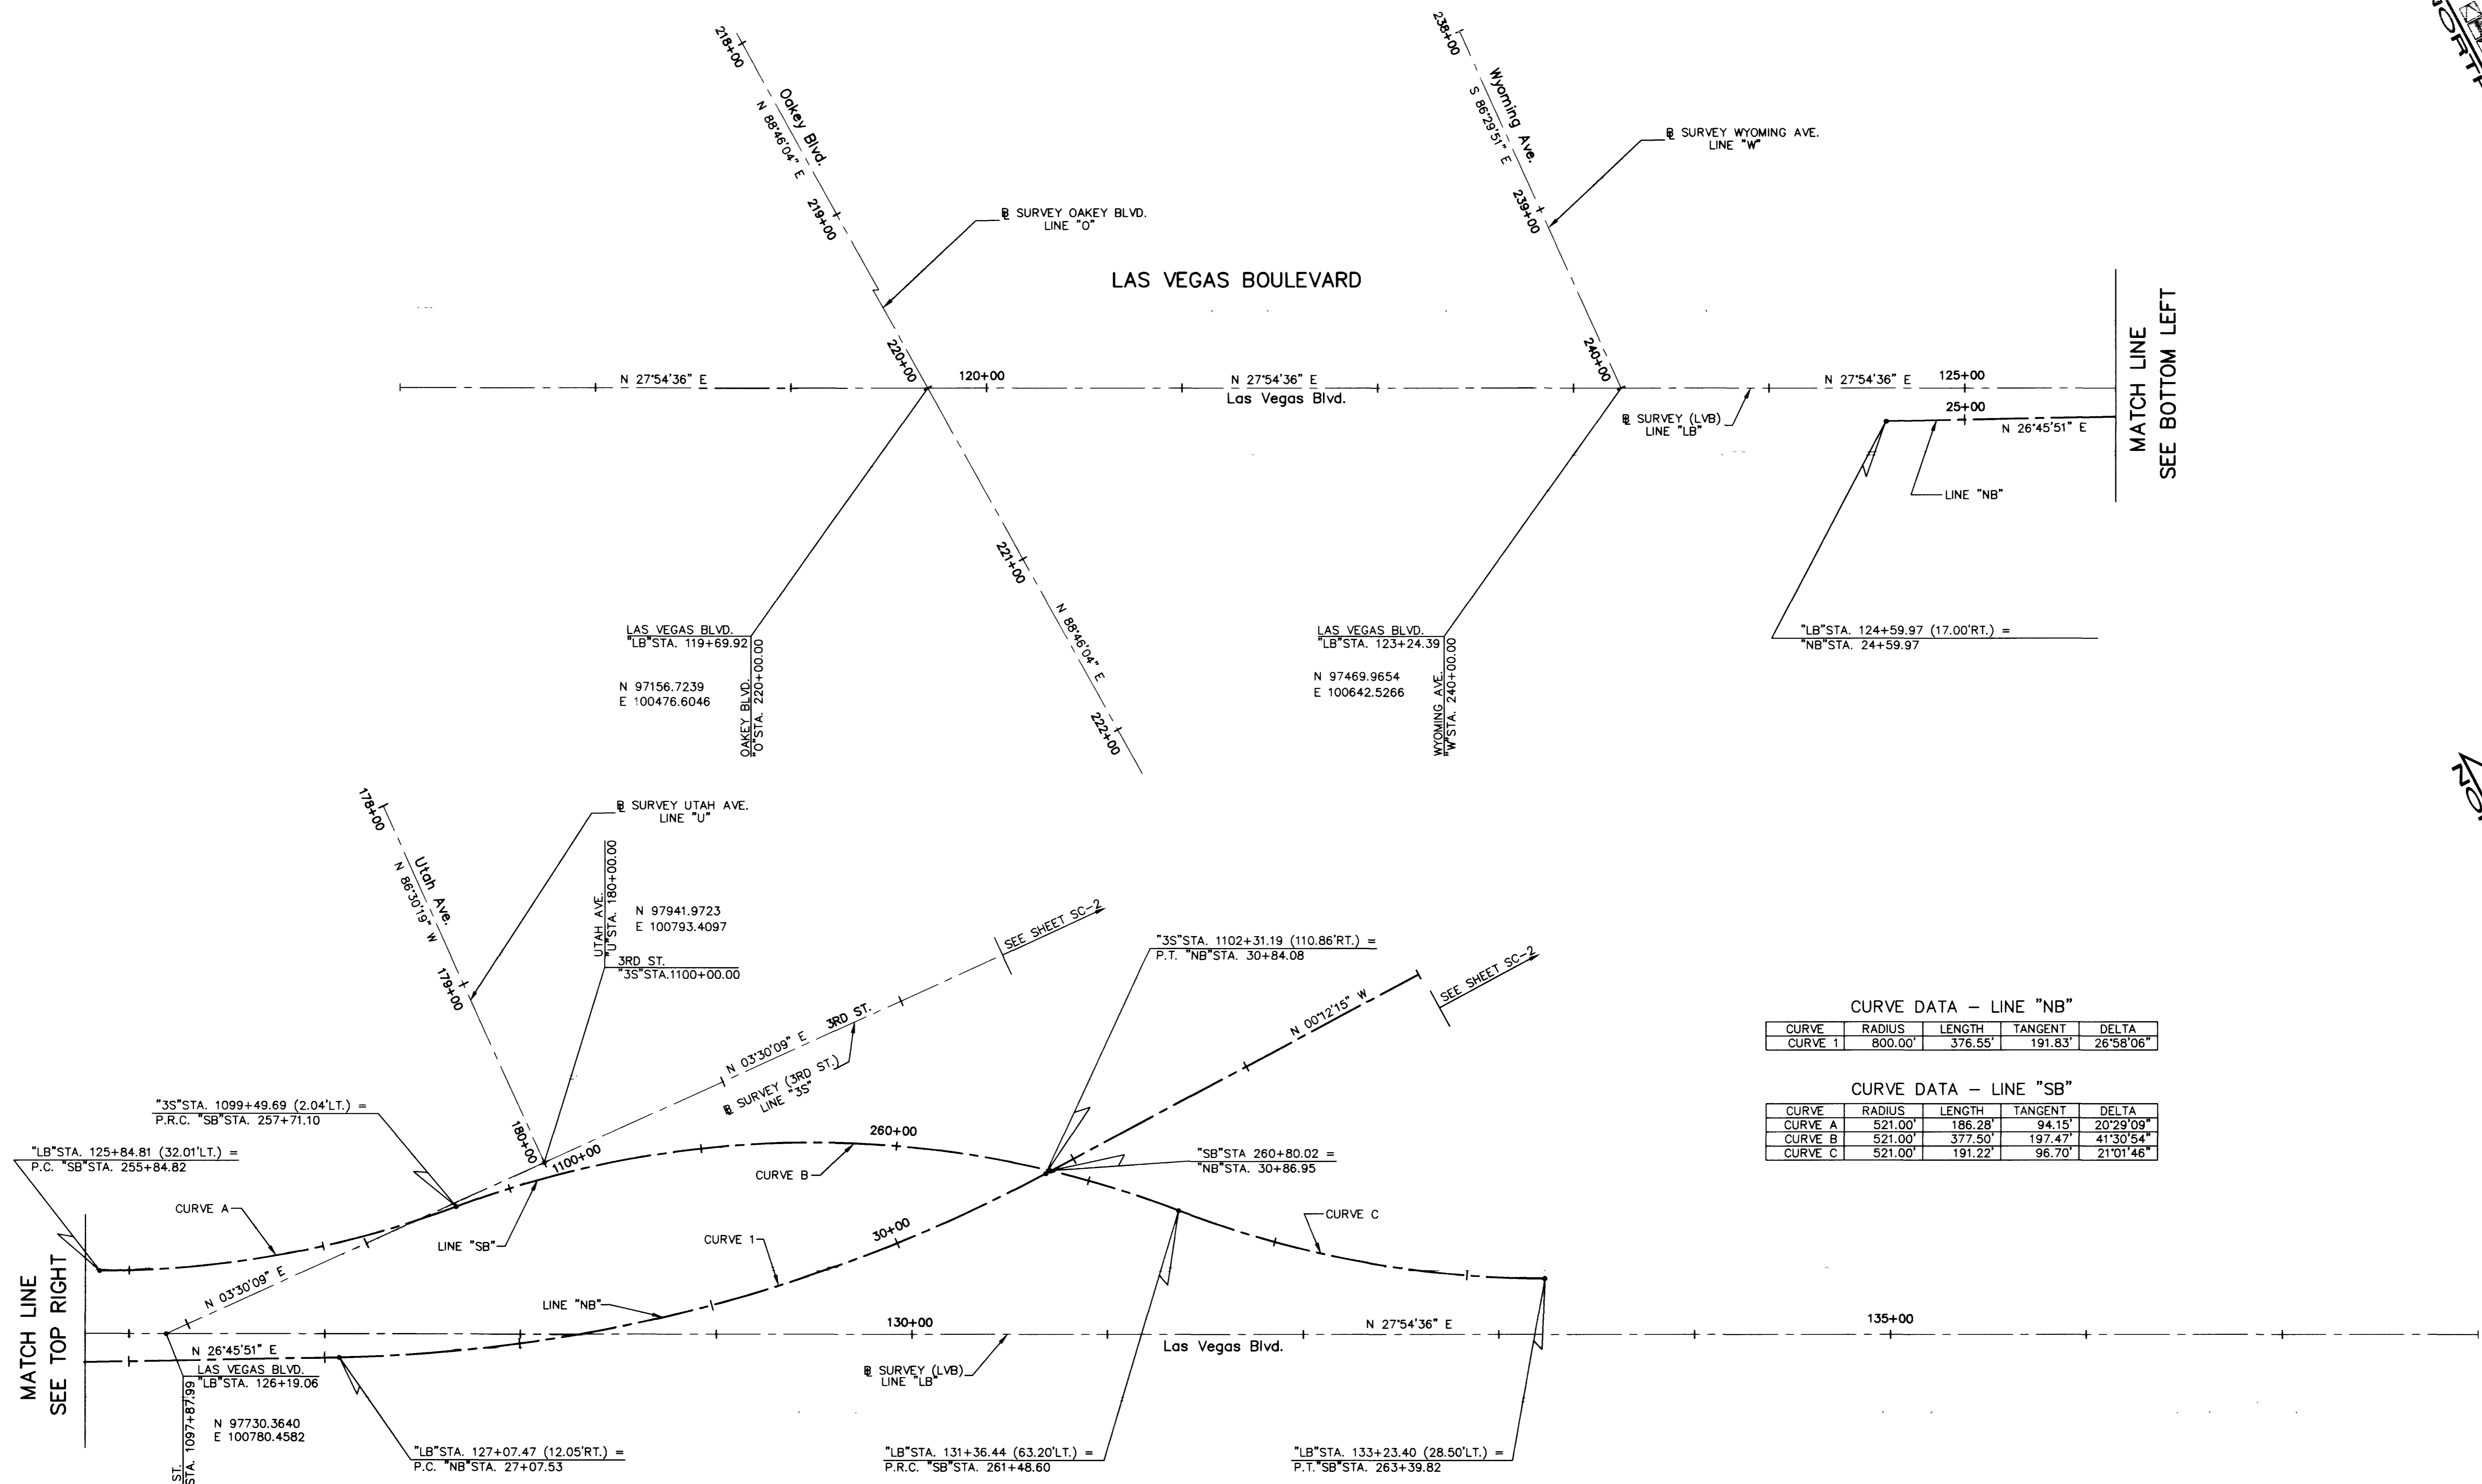 NORTH
218+00
Oakey Blvd.
N 88°46'04" E
219+00
℄ SURVEY OAKEY BLVD.
LINE "O"
238+00
Wyoming Ave.
S 86°29'51" E
239+00
℄ SURVEY WYOMING AVE.
LINE "W"
LAS VEGAS BOULEVARD
220+00
240+00
N 27°54'36" E
120+00
N 27°54'36" E
Las Vegas Blvd.
N 27°54'36" E
125+00
25+00
N 26°45'51" E
℄ SURVEY (LVB)
LINE "LB"
LINE "NB"
MATCH LINE
SEE BOTTOM LEFT
221+00
N 88°46'04" E
222+00
LAS VEGAS BLVD.
"LB"STA. 119+69.92
N 97156.7239
E 100476.6046
OAKEY BLVD.
"O"STA. 220+00.00
LAS VEGAS BLVD.
"LB"STA. 123+24.39
N 97469.9654
E 100642.5266
WYOMING AVE.
"W"STA. 240+00.00
"LB"STA. 124+59.97 (17.00'RT.) =
"NB"STA. 24+59.97
178+00
Utah Ave.
N 86°30'19" W
179+00
180+00
℄ SURVEY UTAH AVE.
LINE "U"
UTAH AVE.
"U"STA. 180+00.00
N 97941.9723
E 100793.4097
3RD ST.
"3S"STA.1100+00.00
1100+00
N 03°30'09" E
3RD ST.
℄ SURVEY (3RD ST.)
LINE "3S"
SEE SHEET SC-2
"3S"STA. 1102+31.19 (110.86'RT.) =
P.T. "NB"STA. 30+84.08
N 00°12'15" W
SEE SHEET SC-2
CURVE DATA - LINE "NB"
CURVE RADIUS LENGTH TANGENT DELTA
CURVE 1 800.00' 376.55' 191.83' 26°58'06"
CURVE DATA - LINE "SB"
CURVE RADIUS LENGTH TANGENT DELTA
CURVE A 521.00' 186.28' 94.15' 20°29'09"
CURVE B 521.00' 377.50' 197.47' 41°30'54"
CURVE C 521.00' 191.22' 96.70' 21°01'46"
"3S"STA. 1099+49.69 (2.04'LT.) =
P.R.C. "SB"STA. 257+71.10
"LB"STA. 125+84.81 (32.01'LT.) =
P.C. "SB"STA. 255+84.82
260+00
CURVE B
"SB"STA 260+80.02 =
"NB"STA. 30+86.95
CURVE A
LINE "SB"
CURVE 1
30+00
CURVE C
MATCH LINE
SEE TOP RIGHT
N 03°30'09" E
LINE "NB"
130+00
N 27°54'36" E
135+00
Las Vegas Blvd.
N 26°45'51" E
℄ SURVEY (LVB)
LINE "LB"
LAS VEGAS BLVD.
"LB"STA. 126+19.06
N 97730.3640
E 100780.4582
ST.
STA. 1097+87.99
"LB"STA. 127+07.47 (12.05'RT.) =
P.C. "NB"STA. 27+07.53
"LB"STA. 131+36.44 (63.20'LT.) =
P.R.C. "SB"STA. 261+48.60
"LB"STA. 133+23.40 (28.50'LT.) =
P.T."SB"STA. 263+39.82